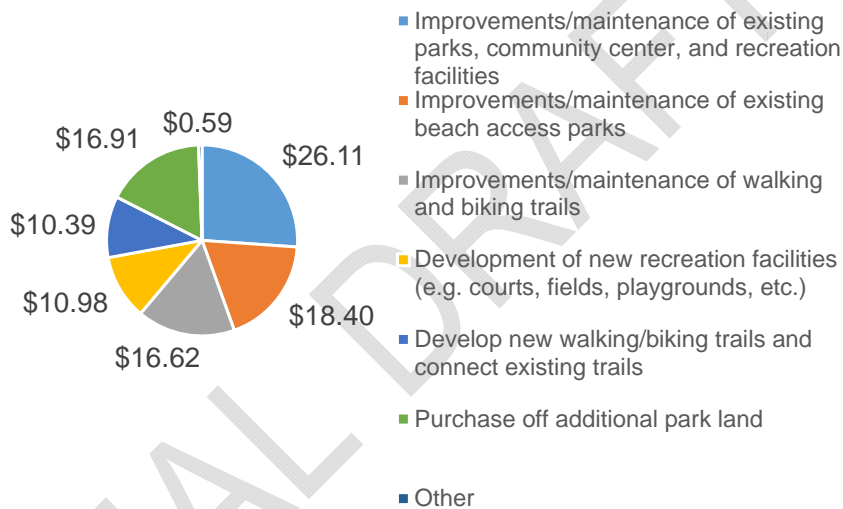 Improvements/maintenance of existing
parks, community center, and recreation
facilities
Improvements/maintenance of existing
beach access parks
Improvements/maintenance of walking
and biking trails
Development of new recreation facilities
(e.g. courts, fields, playgrounds, etc.)
Develop new walking/biking trails and
connect existing trails
Purchase off additional park land
Other
$0.59
$16.91
$26.11
$10.39
$10.98
$18.40
$16.62
AL DRAFT